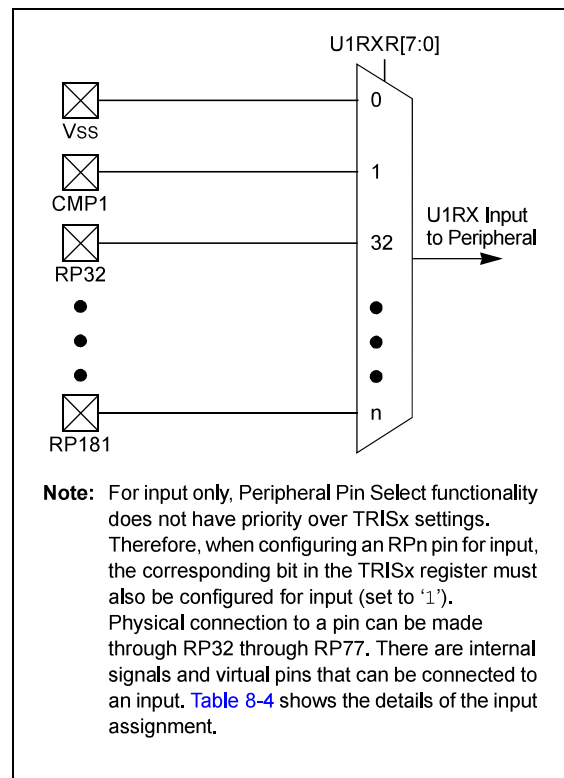 U1RXR[7:0]
0
VSS
1
CMP1
U1RX Input
to Peripheral
32
RP32
n
RP181
Note: For input only, Peripheral Pin Select functionality
does not have priority over TRISx settings.
Therefore, when configuring an RPn pin for input,
the corresponding bit in the TRISx register must
also be configured for input (set to ‘1’).
Physical connection to a pin can be made
through RP32 through RP77. There are internal
signals and virtual pins that can be connected to
an input. Table 8-4 shows the details of the input
assignment.